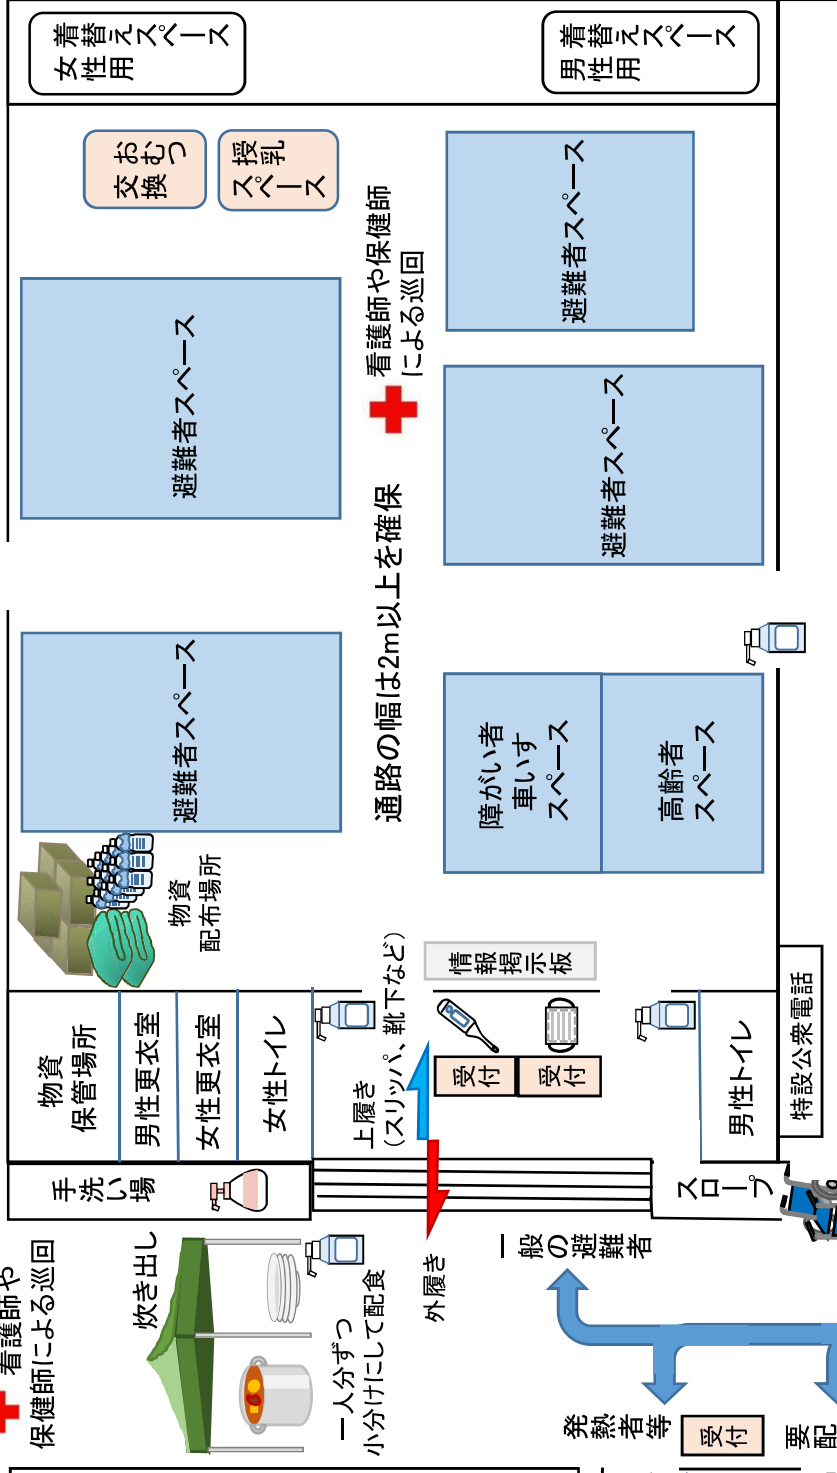 女性用
着替えスペース
男性用
着替えスペース
交換
おむつ
授乳
スペース
避難者スペース
看護師や保健師
による巡回
避難者スペース
避難者スペース
避難者スペース
通路の幅は2m以上を確保
障がい者
車いす
スペース
高齢者
スペース
物資
配布場所
情報掲示板
物資
保管場所
男性更衣室
女性更衣室
女性トイレ
上履き
（スリッパ、靴下など）
受付
受付
男性トイレ
特設公衆電話
手洗い場
スロープ
看護師や
保健師による巡回
炊き出し
一人分ずつ
小分けにして配食
外履き
一般の避難者
発熱者等
受付
要配